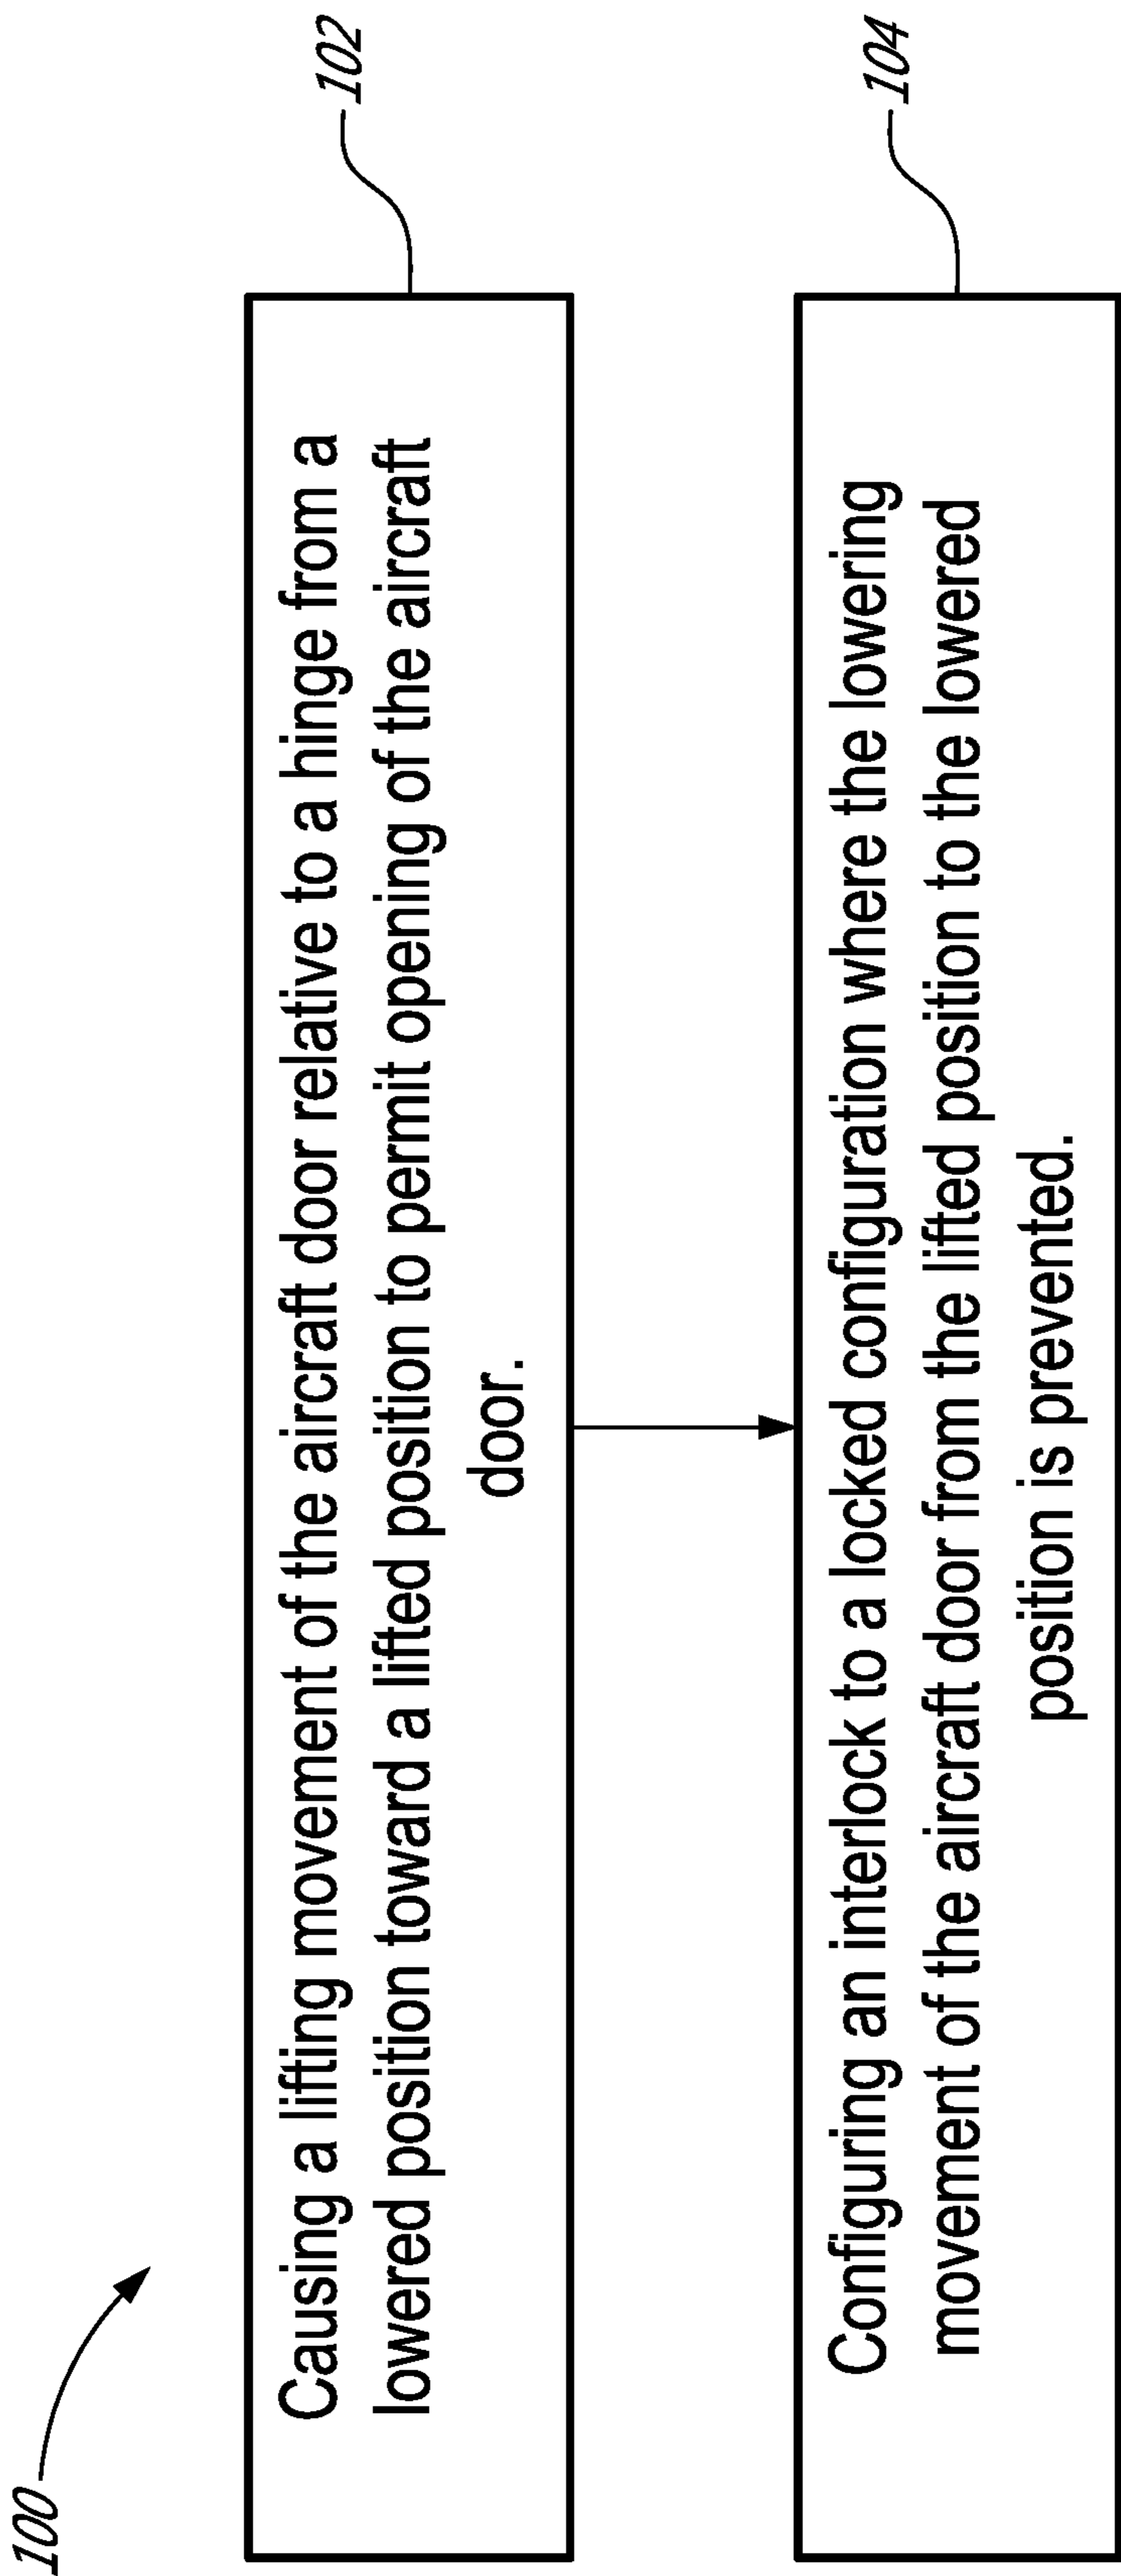 100
Causing a lifting movement of the aircraft door relative to a hinge from a
lowered position toward a lifted position to permit opening of the aircraft
door.
102
Configuring an interlock to a locked configuration where the lowering
movement of the aircraft door from the lifted position to the lowered
position is prevented.
104